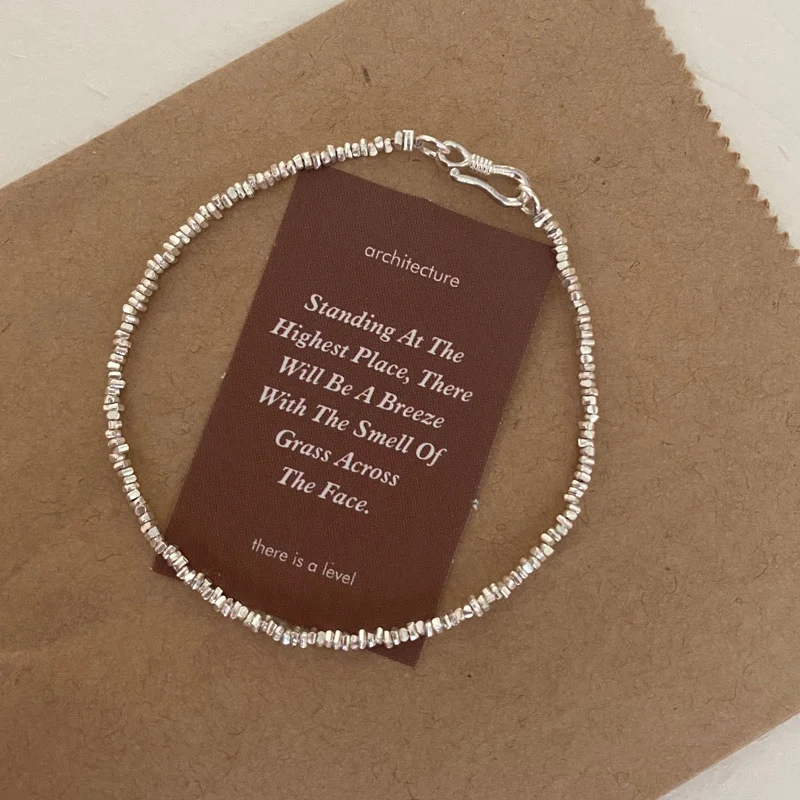 architecture
Standing At The
Highest Place, There
Will Be A Breeze
With The Smell Of
Grass Across
The Face.
there is a level